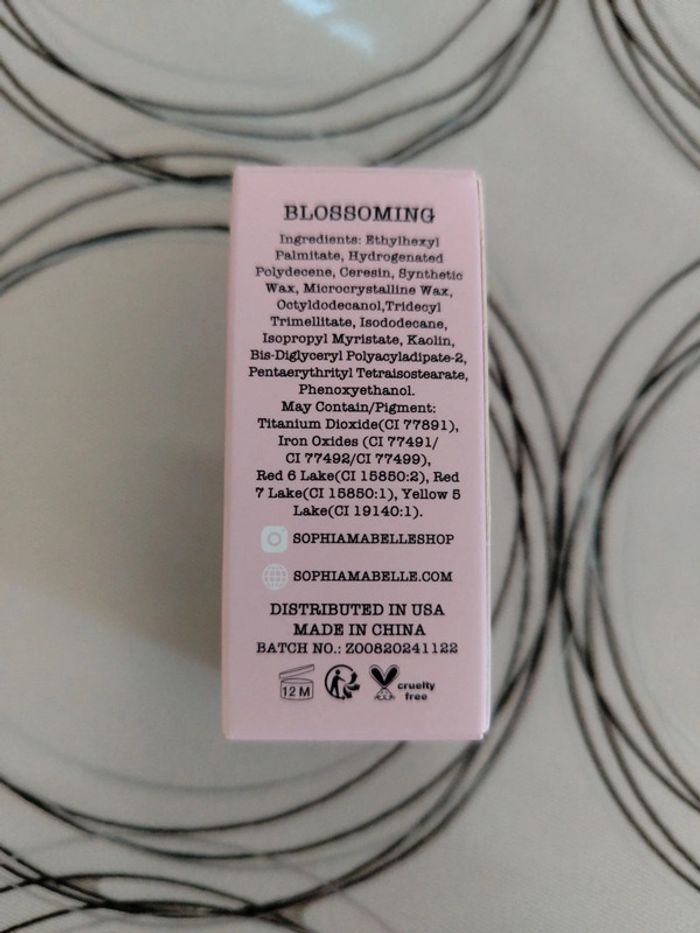 BLOSSOMING
Ingredients: Ethylhexyl
Palmitate, Hydrogenated
Polydecene, Ceresin, Synthetic
Wax, Microcrystalline Wax,
Octyldodecanol,Tridecyl
Trimellitate, Isododecane,
Isopropyl Myristate, Kaolin,
Bis-Diglyceryl Polyacyladipate-2,
Pentaerythrityl Tetraisostearate,
Phenoxyethanol.
May Contain/Pigment:
Titanium Dioxide(CI 77891),
Iron Oxides (CI 77491/
CI 77492/CI 77499),
Red 6 Lake(CI 15850:2), Red
7 Lake(CI 15850:1), Yellow 5
Lake(CI 19140:1).
SOPHIAMABELLESHOP
SOPHIAMABELLE.COM
DISTRIBUTED IN USA
MADE IN CHINA
BATCH NO.: Z00820241122
12 M
cruelty
free